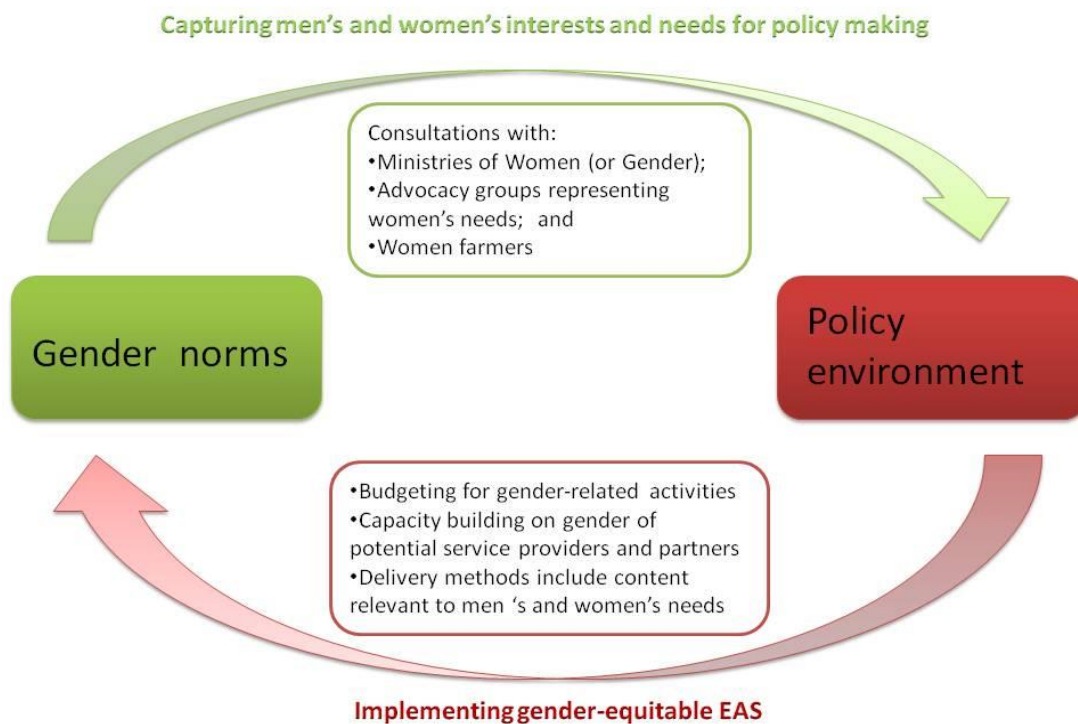 Capturing men's and women's interests and needs for policy making
Consultations with:
•Ministries of Women (or Gender);
•Advocacy groups representing
women's needs;  and
•Women farmers
Gender  norms
Policy
environment
•Budgeting for gender-related  activities
•Capacity building on gender of
potential service providers and partners
•Delivery methods include content
relevant to men 's and women's needs
Implementing gender-equitable EAS